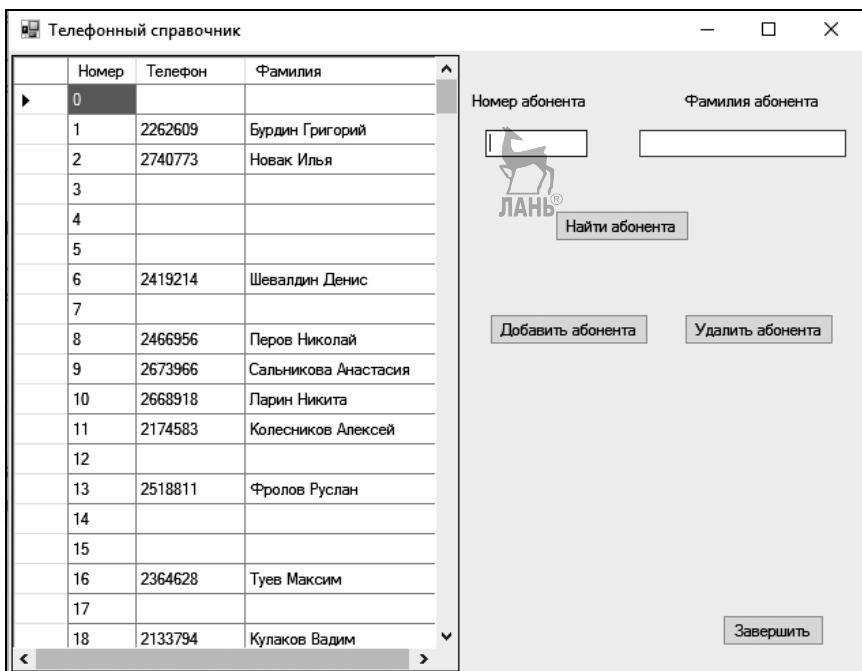 Телефонный справочник
Номер Телефон Фамилия
0
1 2262609 Бурдин Григорий
2 2740773 Новак Илья
3
4
5
6 2419214 Шевалдин Денис
7
8 2466956 Перов Николай
9 2673966 Сальникова Анастасия
10 2668918 Ларин Никита
11 2174583 Колесников Алексей
12
13 2518811 Фролов Руслан
14
15
16 2364628 Туев Максим
17
18 2133794 Кулаков Вадим
Номер абонента Фамилия абонента
ЛАНЬ®
Найти абонента
Добавить абонента Удалить абонента
Завершить